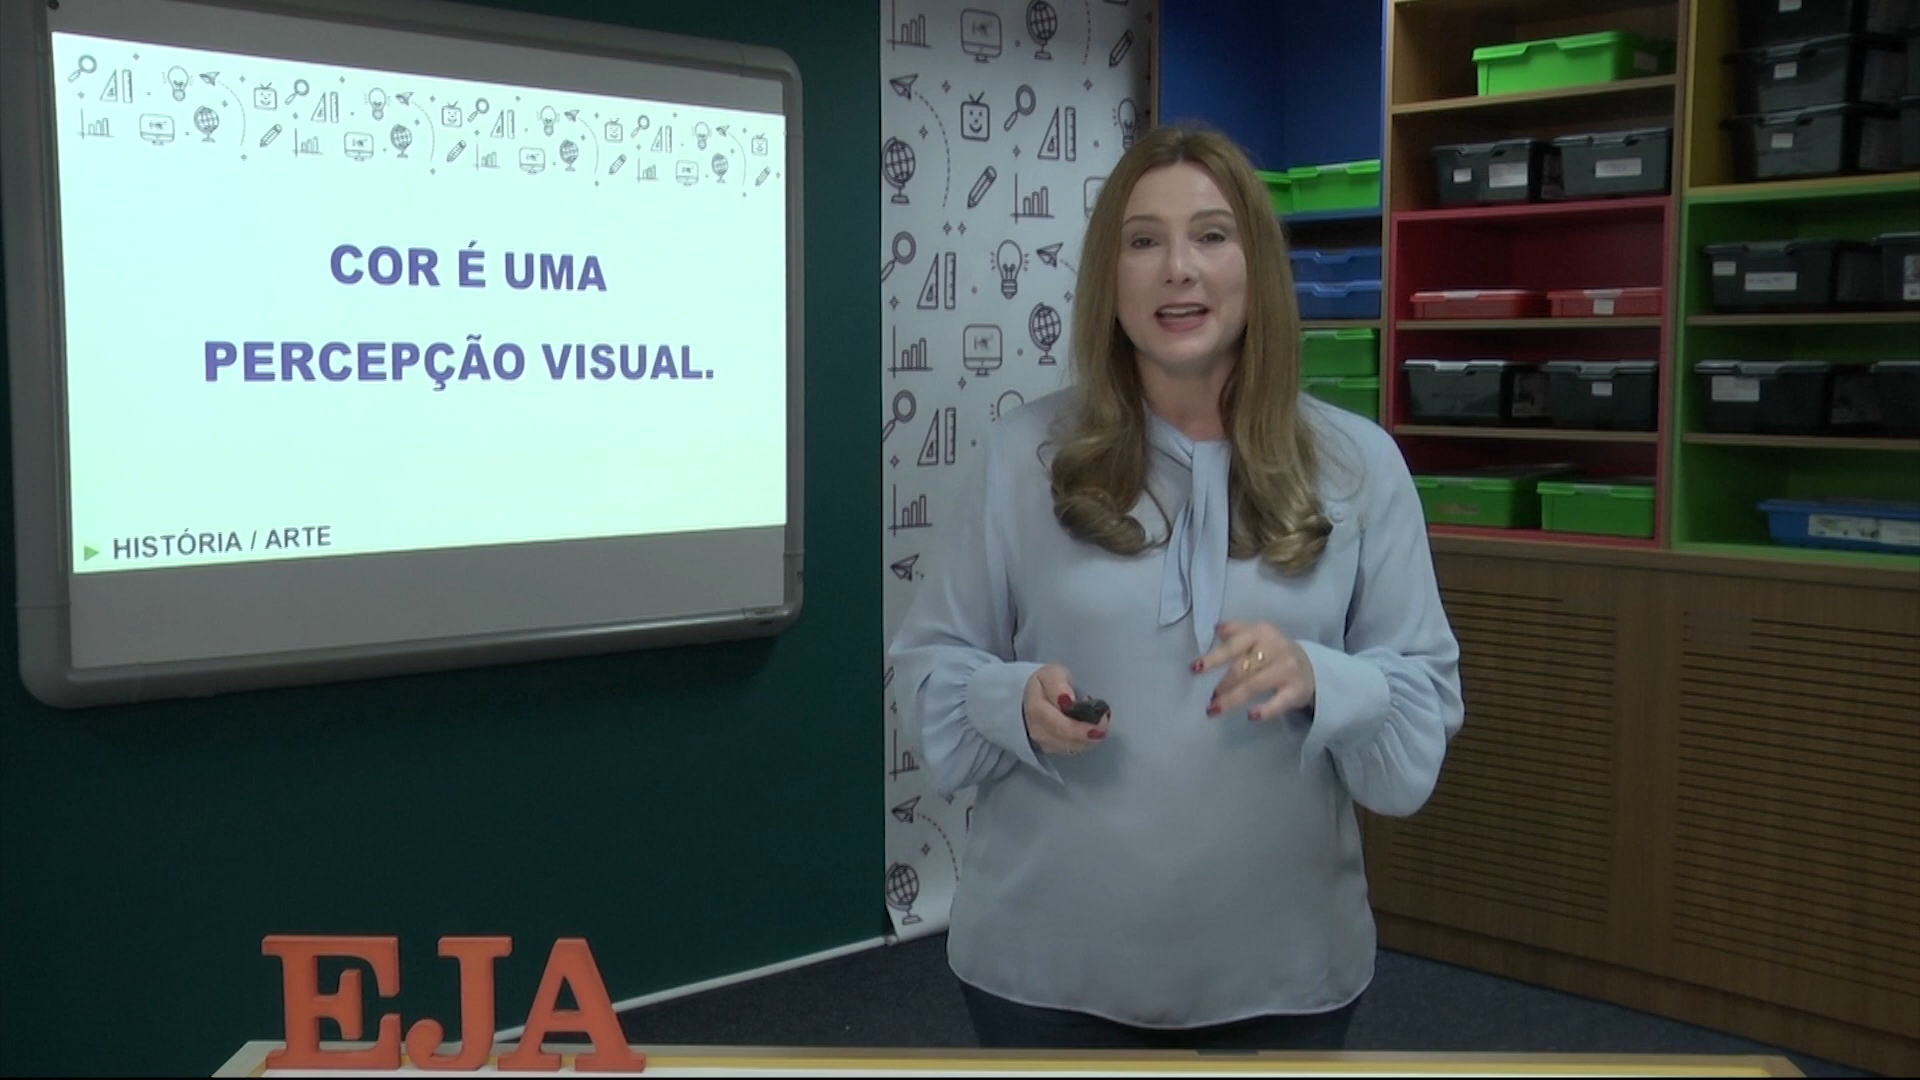 COR É UMA
PERCEPÇÃO VISUAL.
HISTÓRIA / ARTE
EJA